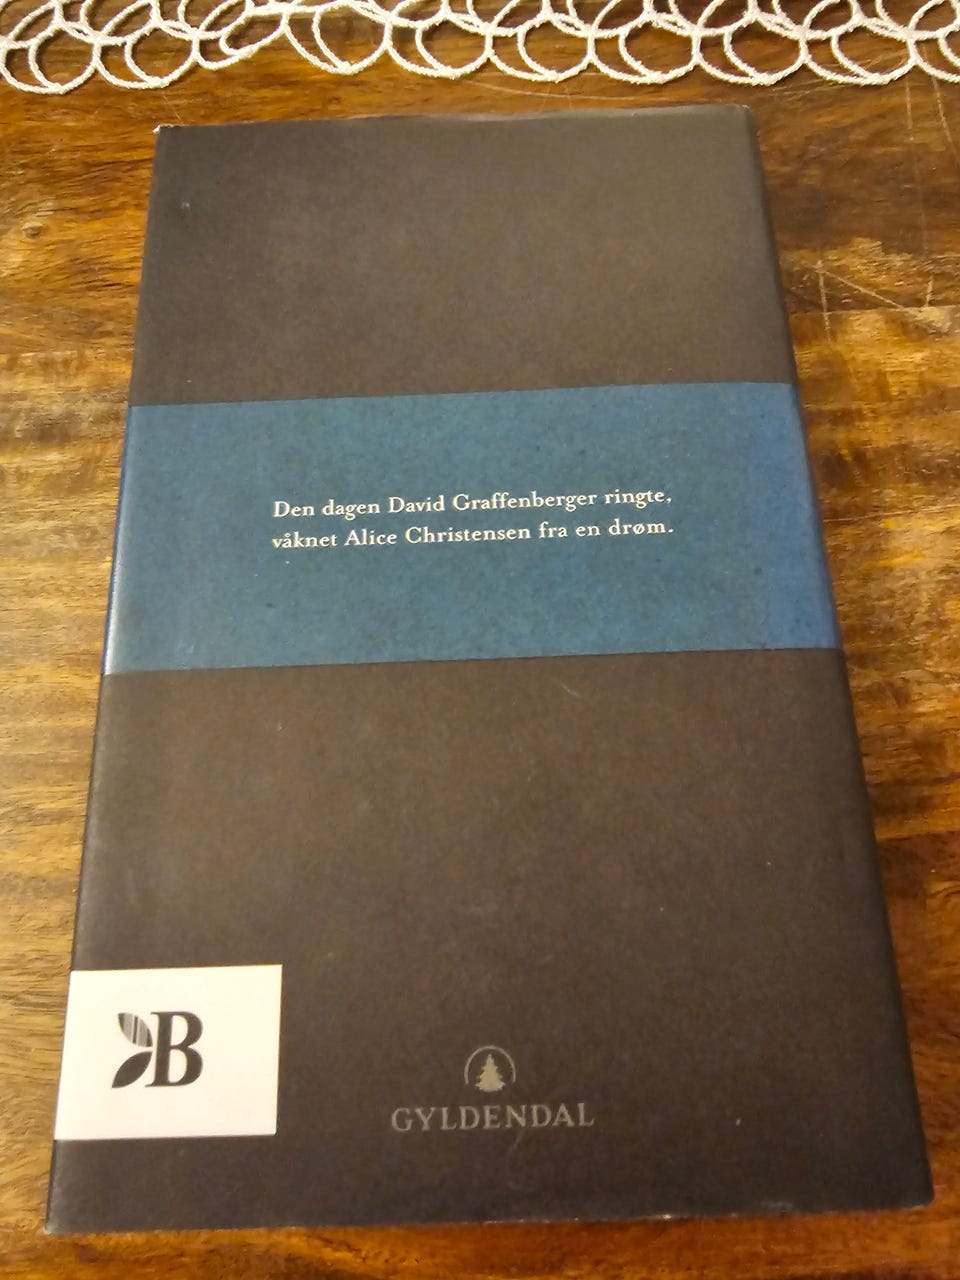 Den dagen David Graffenberger ringte,
våknet Alice Christensen fra en drøm.
B
GYLDENDAL